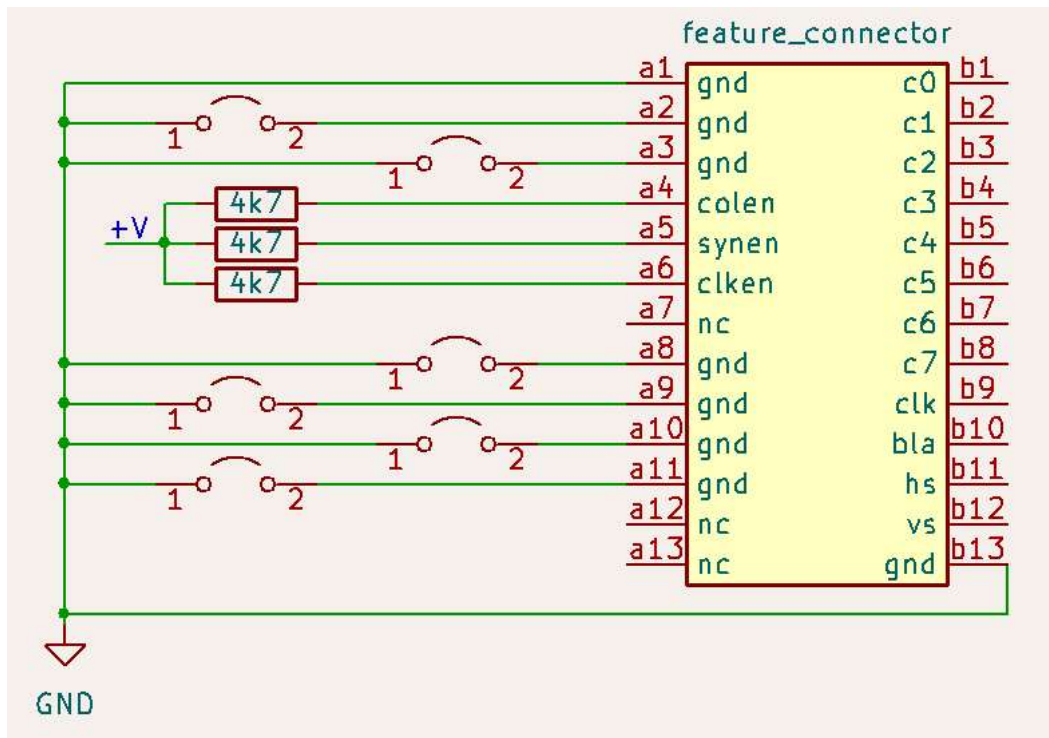 feature_connector
a1 gnd c0 b1
a2 gnd c1 b2
1 2
a3 gnd c2 b3
1 2
a4 colen c3 b4
4k7
+V
a5 synen c4 b5
4k7
a6 clken c5 b6
4k7
a7 nc c6 b7
a8 gnd c7 b8
1 2
a9 gnd clk b9
1 2
a10 gnd bla b10
1 2
a11 gnd hs b11
1 2
a12 nc vs b12
a13 nc gnd b13
GND